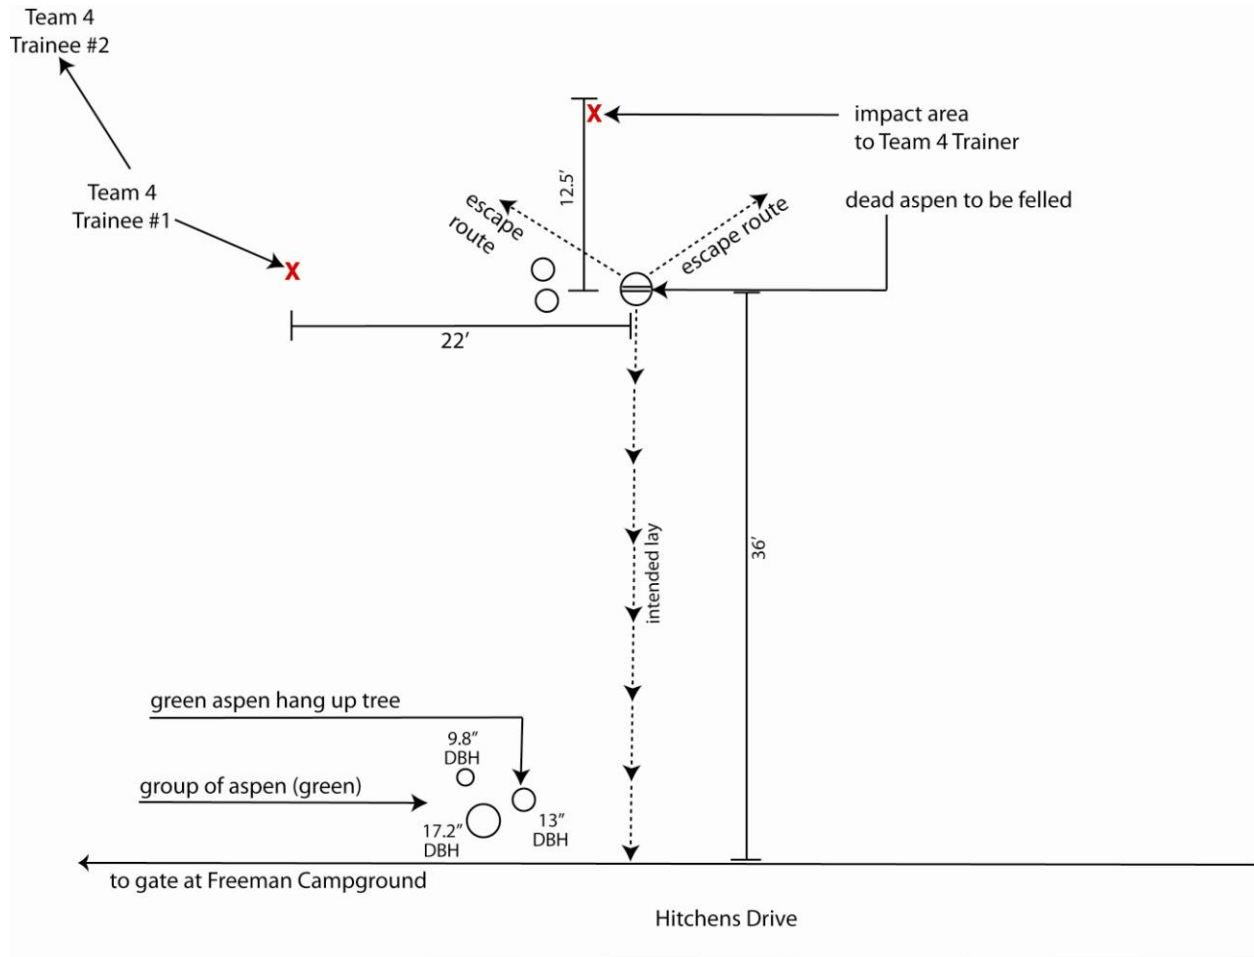 Team 4
Trainee #2
X
impact area
to Team 4 Trainer
12.5'
Team 4
Trainee #1
escape
route
escape route
dead aspen to be felled
X
22'
intended lay
36'
green aspen hang up tree
9.8"
DBH
group of aspen (green)
17.2"
DBH
13"
DBH
to gate at Freeman Campground
Hitchens Drive